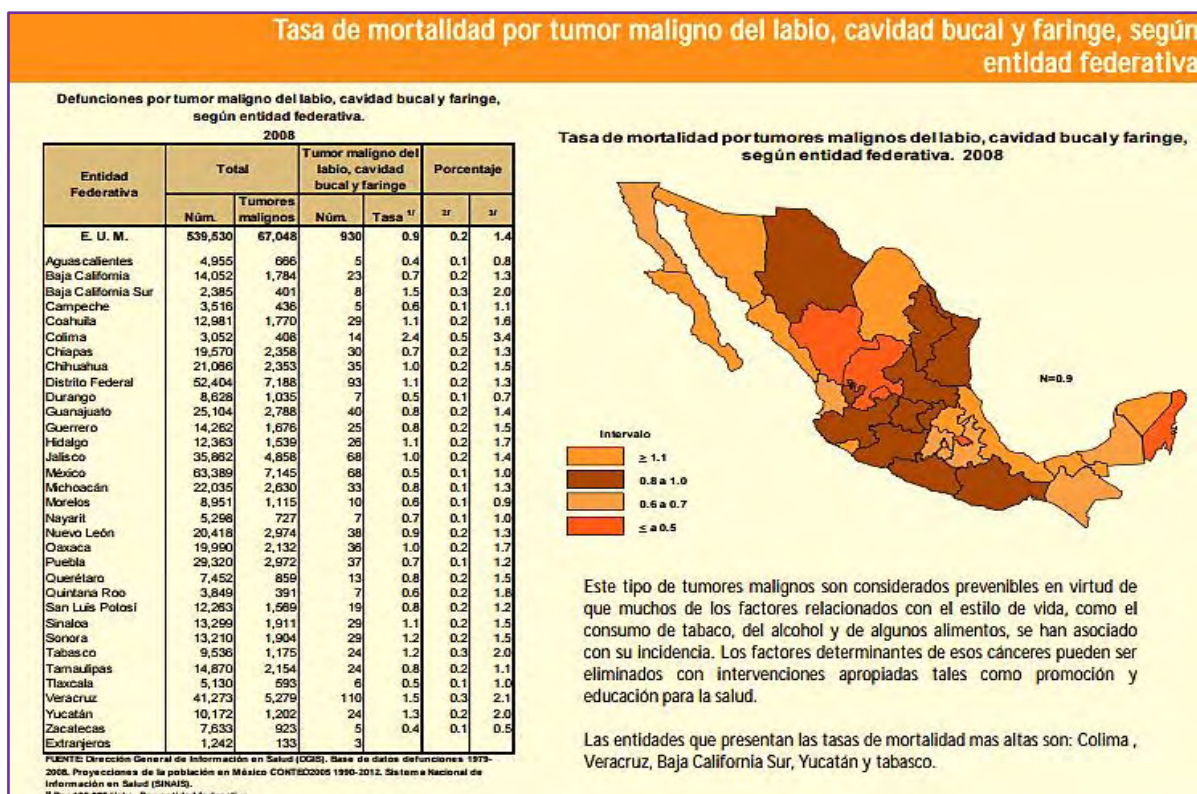 Tasa de mortalidad por tumor maligno del labio, cavidad bucal y faringe, según
entidad federativa
Defunciones por tumor maligno del labio, cavidad bucal y faringe,
según entidad federativa.
2008
Entidad Federativa Total Tumor maligno del labio, cavidad bucal y faringe Porcentaje
Núm. Tumores malignos Núm. Tasa 1/ 2/ 3/
E. U. M. 539,530 67,048 930 0.9 0.2 1.4
Aguascalientes 4,955 666 5 0.4 0.1 0.8
Baja California 14,052 1,784 23 0.7 0.2 1.3
Baja California Sur 2,385 401 8 1.5 0.3 2.0
Campeche 3,516 436 5 0.6 0.1 1.1
Coahuila 12,981 1,770 29 1.1 0.2 1.6
Colima 3,052 408 14 2.4 0.5 3.4
Chiapas 19,570 2,358 30 0.7 0.2 1.3
Chihuahua 21,066 2,353 35 1.0 0.2 1.5
Distrito Federal 52,404 7,188 93 1.1 0.2 1.3
Durango 8,628 1,035 7 0.5 0.1 0.7
Guanajuato 25,104 2,788 40 0.8 0.2 1.4
Guerrero 14,262 1,676 25 0.8 0.2 1.5
Hidalgo 12,363 1,539 26 1.1 0.2 1.7
Jalisco 35,862 4,858 68 1.0 0.2 1.4
México 63,389 7,145 68 0.5 0.1 1.0
Michoacán 22,035 2,630 33 0.8 0.1 1.3
Morelos 8,951 1,115 10 0.6 0.1 0.9
Nayarit 5,298 727 7 0.7 0.1 1.0
Nuevo León 20,418 2,974 38 0.9 0.2 1.3
Oaxaca 19,990 2,132 36 1.0 0.2 1.7
Puebla 29,320 2,972 37 0.7 0.1 1.2
Querétaro 7,452 859 13 0.8 0.2 1.5
Quintana Roo 3,849 391 7 0.6 0.2 1.8
San Luis Potosí 12,263 1,569 19 0.8 0.2 1.2
Sinaloa 13,299 1,911 29 1.1 0.2 1.5
Sonora 13,210 1,904 29 1.2 0.2 1.5
Tabasco 9,536 1,175 24 1.2 0.3 2.0
Tamaulipas 14,870 2,154 24 0.8 0.2 1.1
Tlaxcala 5,130 593 6 0.5 0.1 1.0
Veracruz 41,273 5,279 110 1.5 0.3 2.1
Yucatán 10,172 1,202 24 1.3 0.2 2.0
Zacatecas 7,633 923 5 0.4 0.1 0.5
Extranjeros 1,242 133 3
FUENTE: Dirección General de Información en Salud (DGIS). Base de datos defunciones 1979-
2008. Proyecciones de la población en México CONTEO2005 1990-2012. Sistema Nacional de
Información en Salud (SINAIS).
Tasa de mortalidad por tumores malignos del labio, cavidad bucal y faringe,
según entidad federativa. 2008
N=0.9
Intervalo
≥ 1.1
0.8 a 1.0
0.6 a 0.7
≤ a 0.5
Este tipo de tumores malignos son considerados prevenibles en virtud de
que muchos de los factores relacionados con el estilo de vida, como el
consumo de tabaco, del alcohol y de algunos alimentos, se han asociado
con su incidencia. Los factores determinantes de esos cánceres pueden ser
eliminados con intervenciones apropiadas tales como promoción y
educación para la salud.
Las entidades que presentan las tasas de mortalidad mas altas son: Colima ,
Veracruz, Baja California Sur, Yucatán y tabasco.